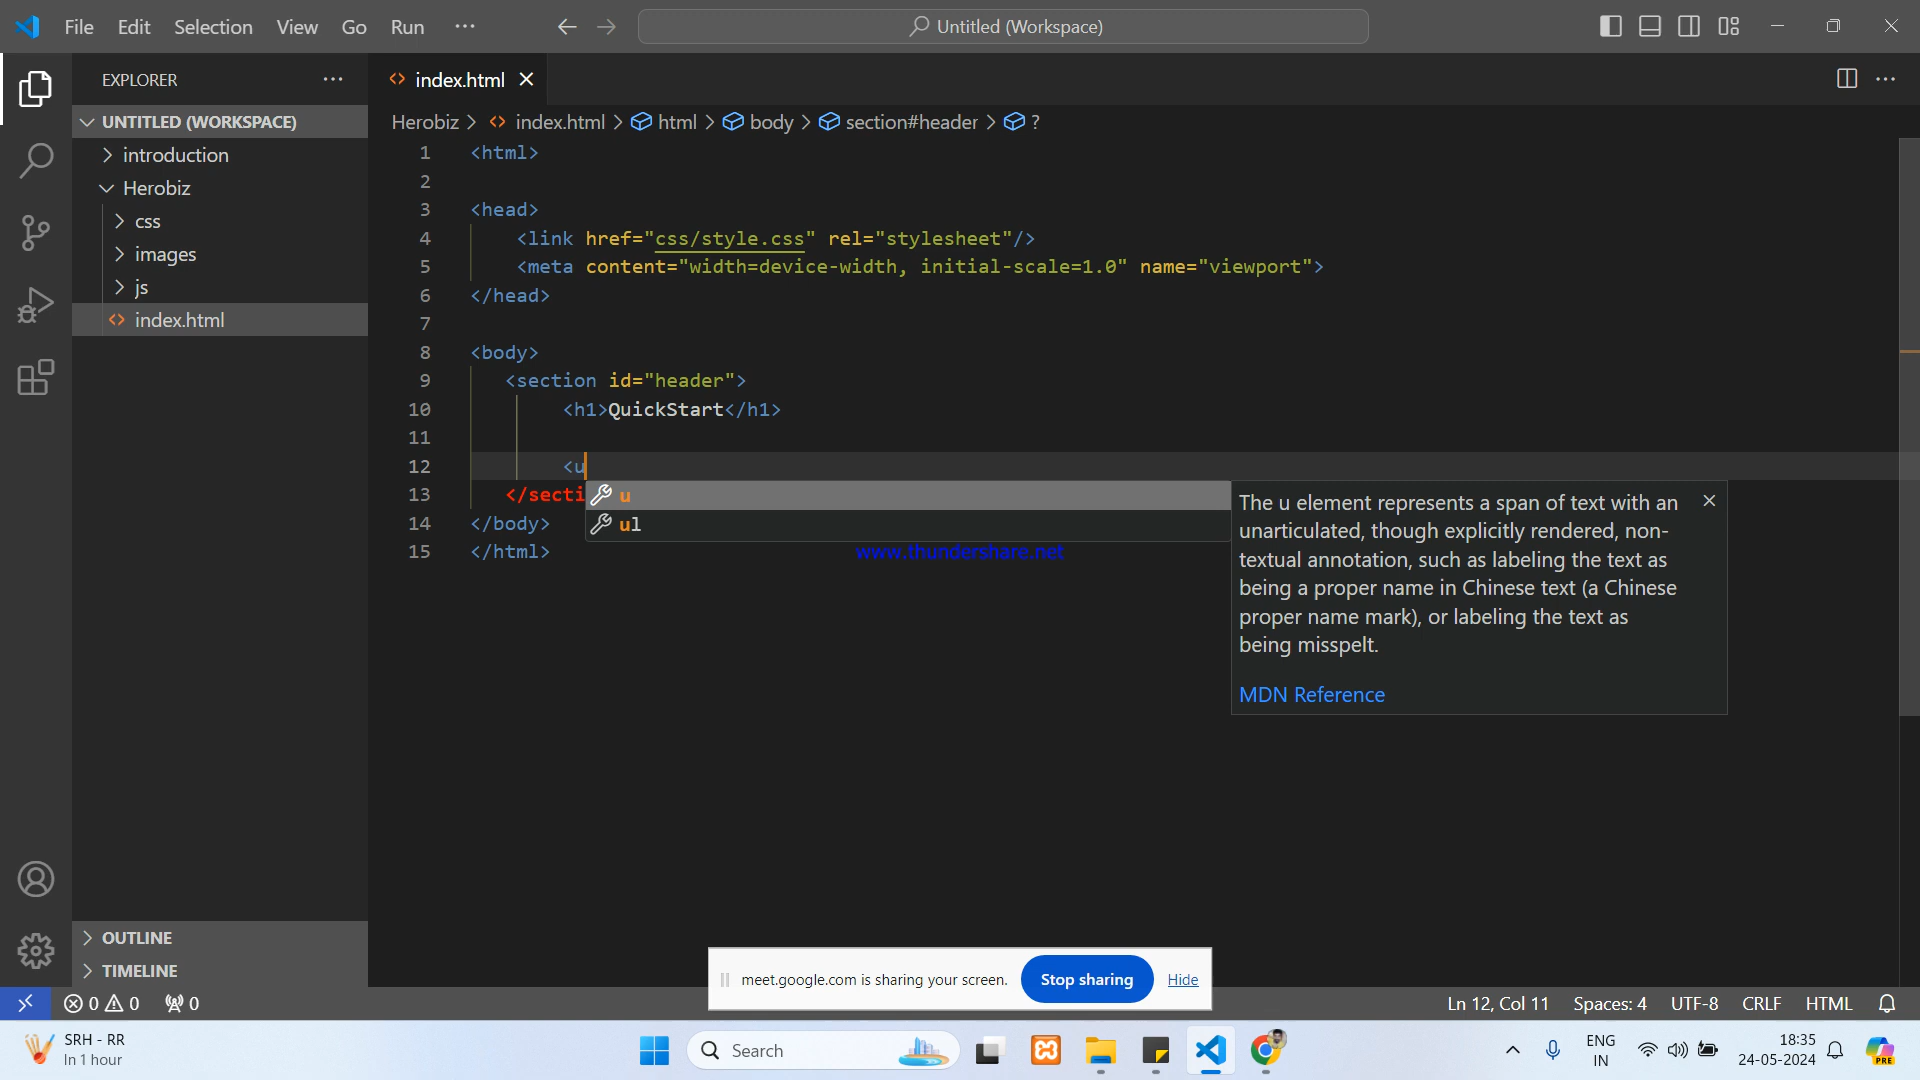 File Edit Selection View Go Run ··· Untitled (Workspace)
EXPLORER ···
index.html
UNTITLED (WORKSPACE)
introduction
Herobiz
css
images
js
index.html
Herobiz > index.html > html > body > section#header > ?
1 <html>
2
3 <head>
4 <link href="css/style.css" rel="stylesheet"/>
5 <meta content="width=device-width, initial-scale=1.0" name="viewport">
6 </head>
7
8 <body>
9 <section id="header">
10 <h1>QuickStart</h1>
11
12 <u
13 </secti
14 </body>
15 </html>
u
ul
The u element represents a span of text with an
unarticulated, though explicitly rendered, non-
textual annotation, such as labeling the text as
being a proper name in Chinese text (a Chinese
proper name mark), or labeling the text as
being misspelt.
MDN Reference
www.thundershare.net
OUTLINE
TIMELINE
meet.google.com is sharing your screen. Stop sharing Hide
0 0 0 Ln 12, Col 11 Spaces: 4 UTF-8 CRLF HTML
SRH - RR
In 1 hour
Search
ENG
IN
18:35
24-05-2024
PRE